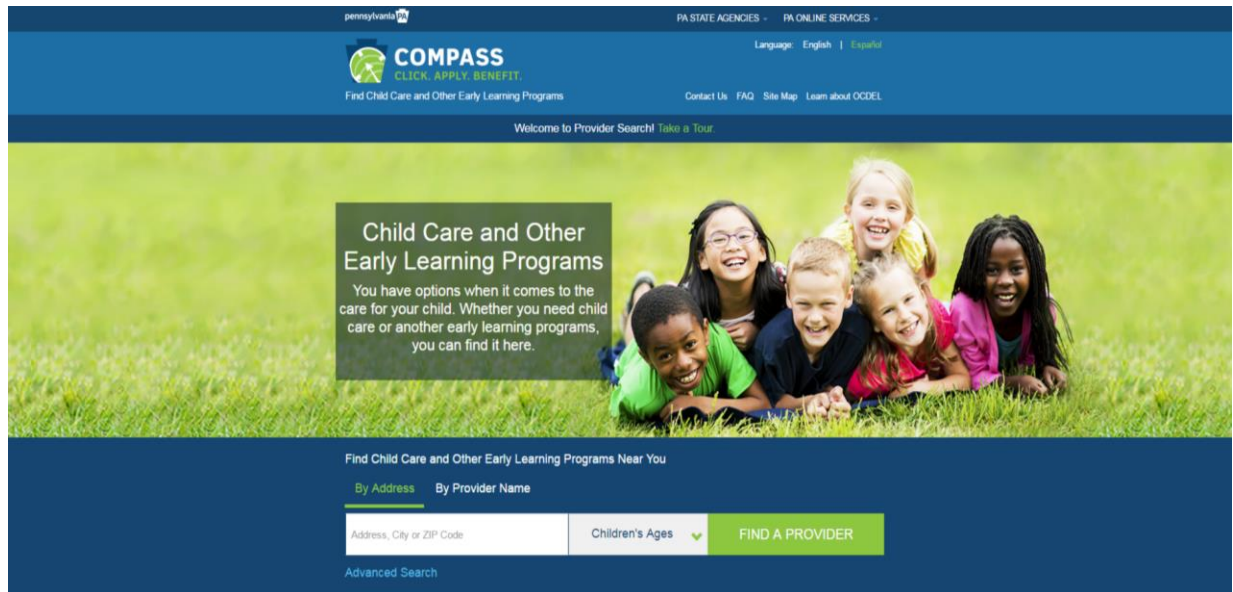 pennsylvania PA
PA STATE AGENCIES
PA ONLINE SERVICES
Language: English | Español
COMPASS
CLICK. APPLY. BENEFIT.
Find Child Care and Other Early Learning Programs
Contact Us FAQ Site Map Learn about OCDEL
Welcome to Provider Search! Take a Tour.
Child Care and Other
Early Learning Programs
You have options when it comes to the
care for your child. Whether you need child
care or another early learning programs,
you can find it here.
Find Child Care and Other Early Learning Programs Near You
By Address By Provider Name
Address, City or ZIP Code
Children's Ages
FIND A PROVIDER
Advanced Search